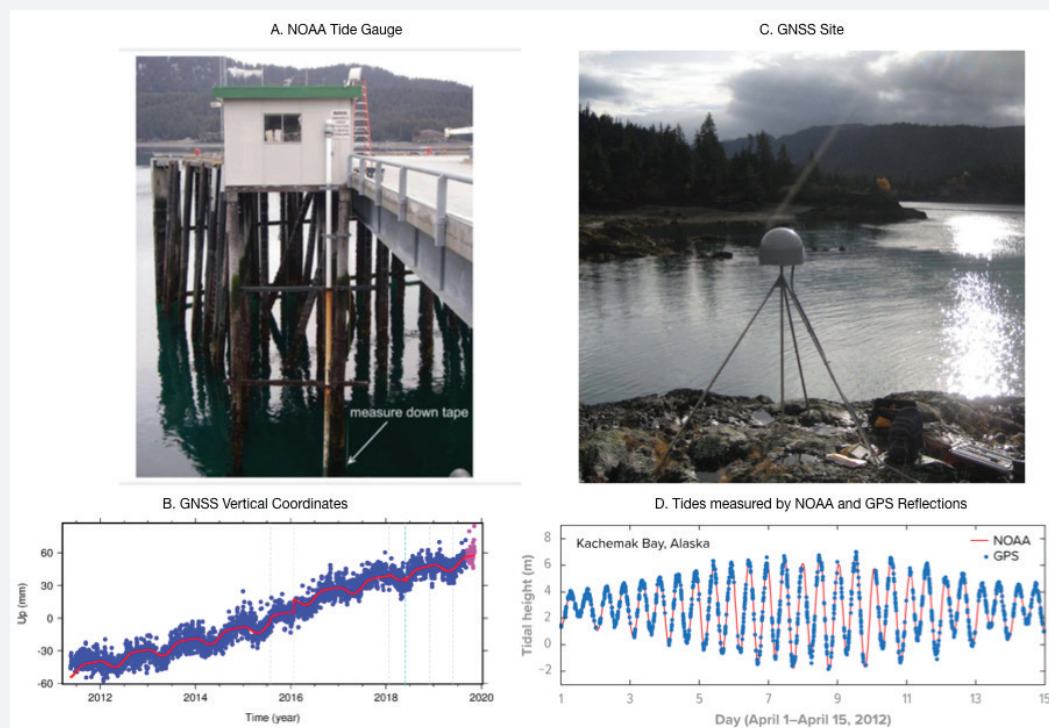 A. NOAA Tide Gauge
measure down tape
B. GNSS Vertical Coordinates
Up (mm)
60
30
0
-30
-60
2012
2014
2016
2018
2020
Time (year)
C. GNSS Site
D. Tides measured by NOAA and GPS Reflections
Kachemak Bay, Alaska
NOAA
GPS
Tidal height (m)
8
6
4
2
0
−2
1
3
5
7
9
11
13
15
Day (April 1–April 15, 2012)